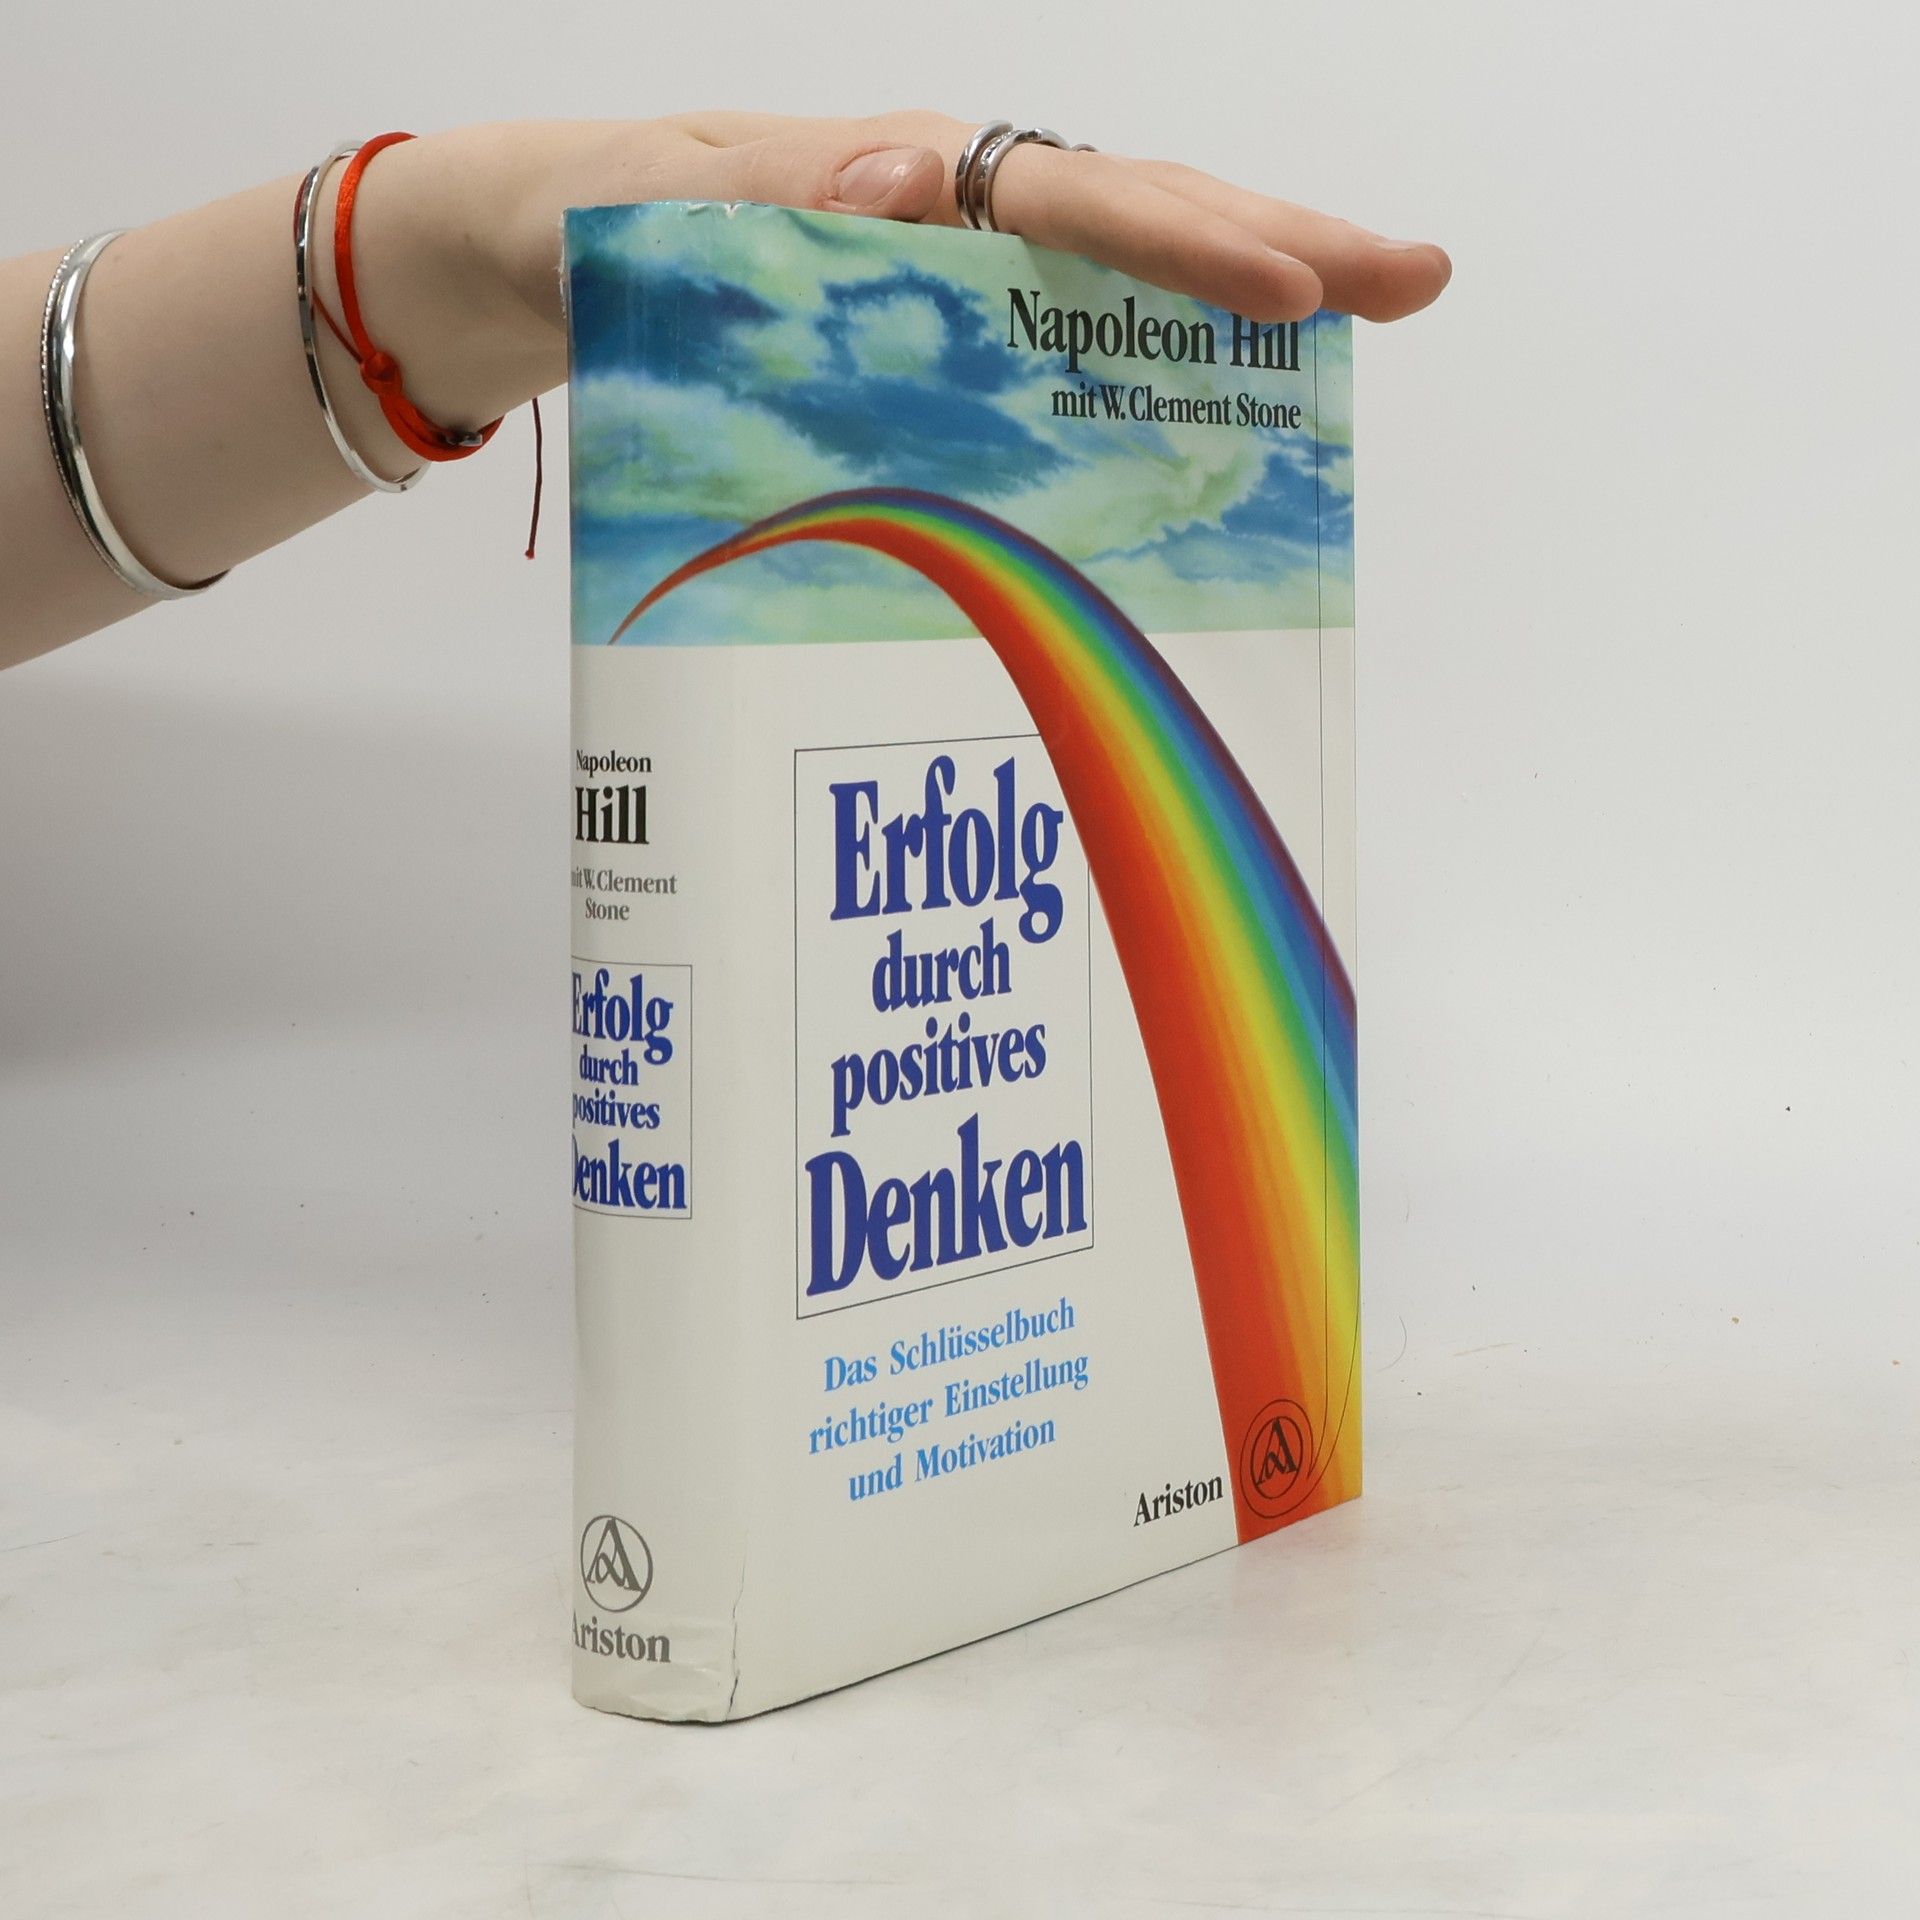 Napoleon Hill
mit W. Clement Stone
Erfolg
durch
positives
Denken
Das Schlüsselbuch
richtiger Einstellung
und Motivation
Ariston
Napoleon
Hill
mit W. Clement
Stone
Erfolg
durch
positives
Denken
Ariston